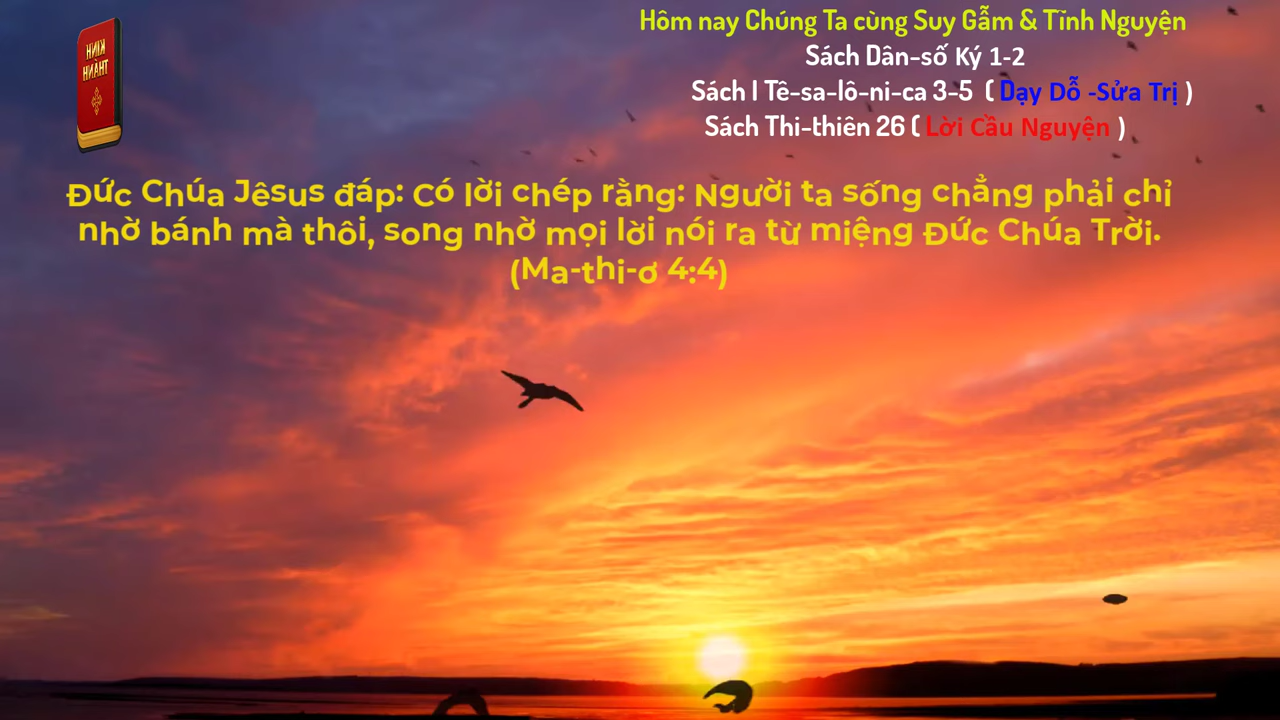 KINH
THÁNH
Hôm nay Chúng Ta cùng Suy Gẫm & Tĩnh Nguyện
Sách Dân-số Ký 1-2
Sách I Tê-sa-lô-ni-ca 3-5 ( Dạy Dỗ -Sửa Trị )
Sách Thi-thiên 26 ( Lời Cầu Nguyện )
Đức Chúa Jêsus đáp: Có lời chép rằng: Người ta sống chẳng phải chỉ
nhờ bánh mà thôi, song nhờ mọi lời nói ra từ miệng Đức Chúa Trời.
(Ma-thi-ơ 4:4)